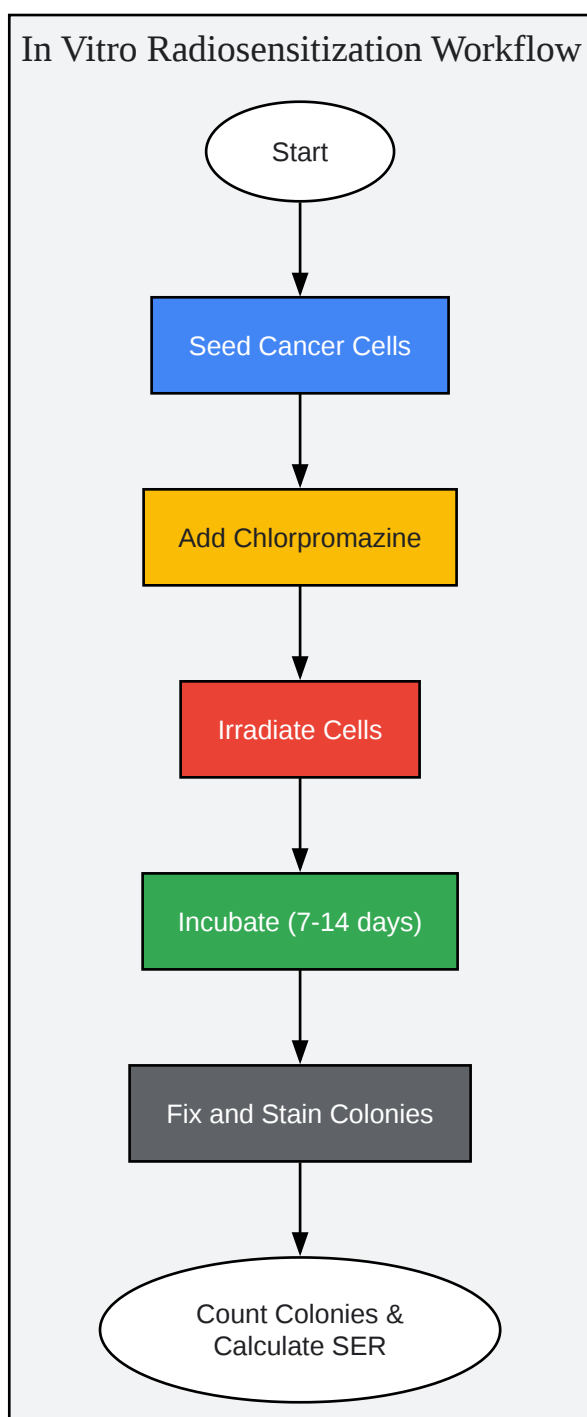 In Vitro Radiosensitization Workflow
Start
Seed Cancer Cells
Add Chlorpromazine
Irradiate Cells
Incubate (7-14 days)
Fix and Stain Colonies
Count Colonies &
Calculate SER